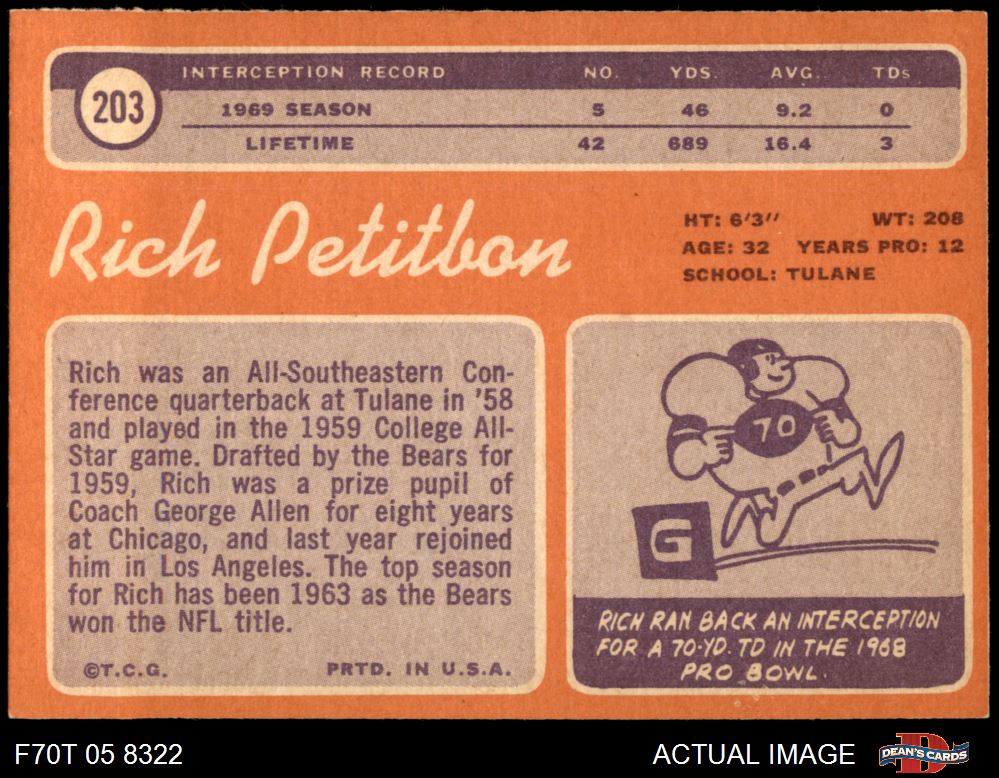 203
INTERCEPTION RECORD NO. YDS. AVG. TDs
1969 SEASON 5 46 9.2 0
LIFETIME 42 689 16.4 3
Rich Petitbon
HT: 6'3" WT: 208
AGE: 32 YEARS PRO: 12
SCHOOL: TULANE
Rich was an All-Southeastern Con-
ference quarterback at Tulane in '58
and played in the 1959 College All-
Star game. Drafted by the Bears for
1959, Rich was a prize pupil of
Coach George Allen for eight years
at Chicago, and last year rejoined
him in Los Angeles. The top season
for Rich has been 1963 as the Bears
won the NFL title.
©T.C.G. PRTD. IN U.S.A.
70
G
RICH RAN BACK AN INTERCEPTION
FOR A 70-YD. TD IN THE 1968
PRO BOWL.
F70T 05 8322 ACTUAL IMAGE
D
DEAN'S CARDS